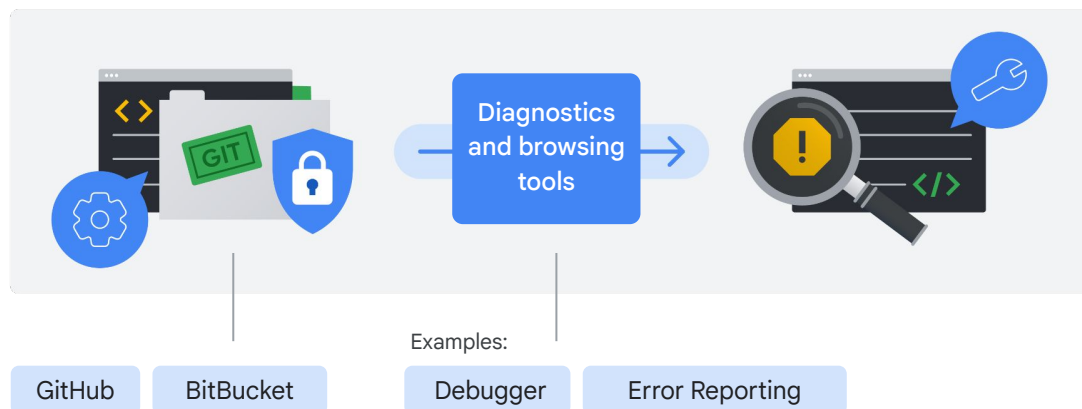 GIT
Diagnostics
and browsing
tools
Examples:
GitHub
BitBucket
Debugger
Error Reporting